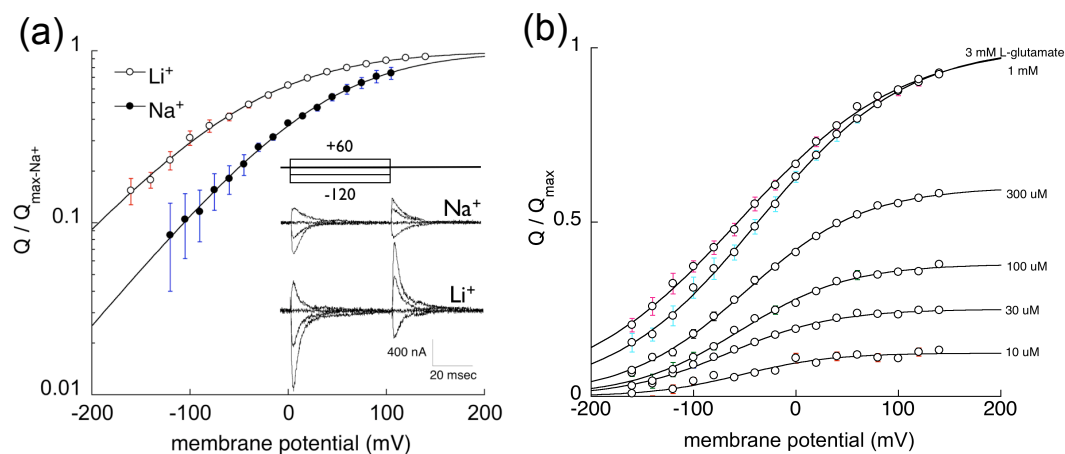 (a)
1
0.1
0.01
Q / Qmax-Na+
Li+
Na+
+60
-120
Na+
Li+
400 nA
20 msec
-200
-100
0
100
200
membrane potential (mV)
(b)
1
0.5
0
Q / Qmax
3 mM L-glutamate
1 mM
300 uM
100 uM
30 uM
10 uM
-200
-100
0
100
200
membrane potential (mV)